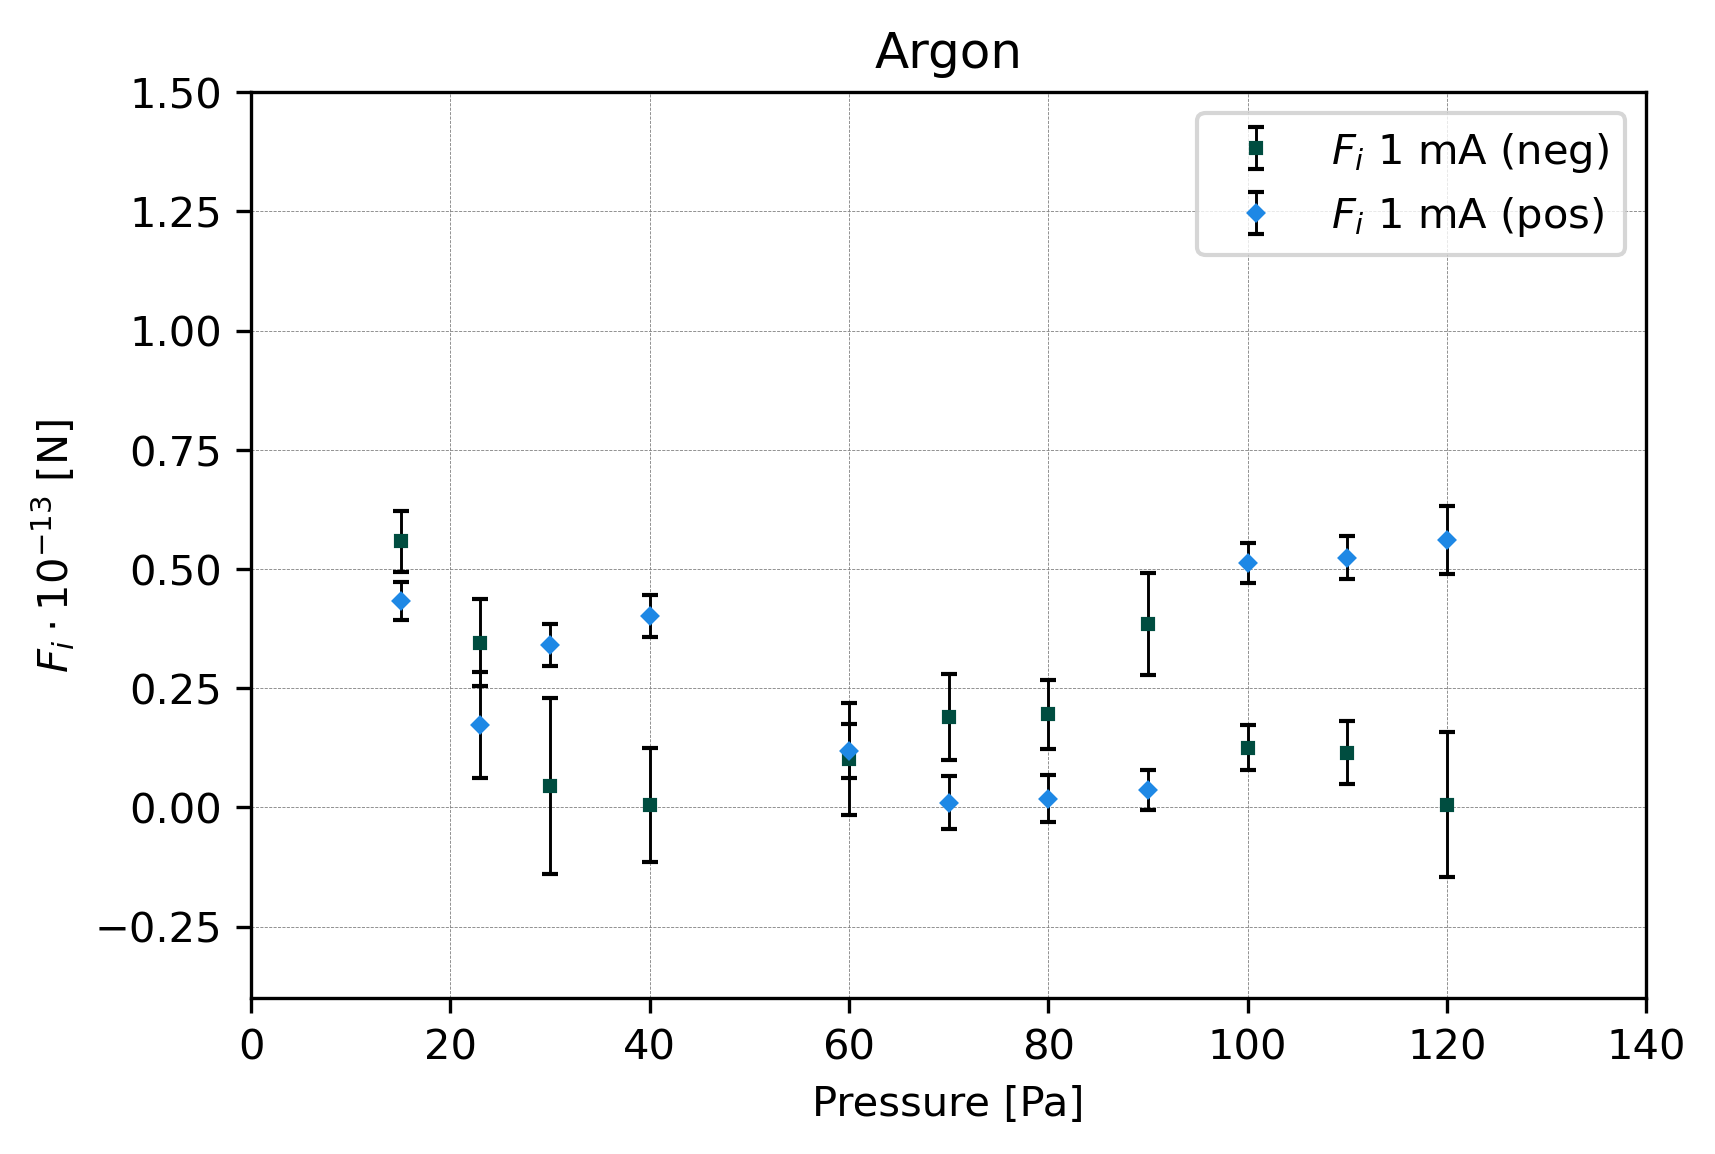 Argon
1.50
1.25
1.00
0.75
0.50
0.25
0.00
−0.25
F_i · 10^{−13} [N]
F_i 1 mA (neg)
F_i 1 mA (pos)
0 20 40 60 80 100 120 140
Pressure [Pa]